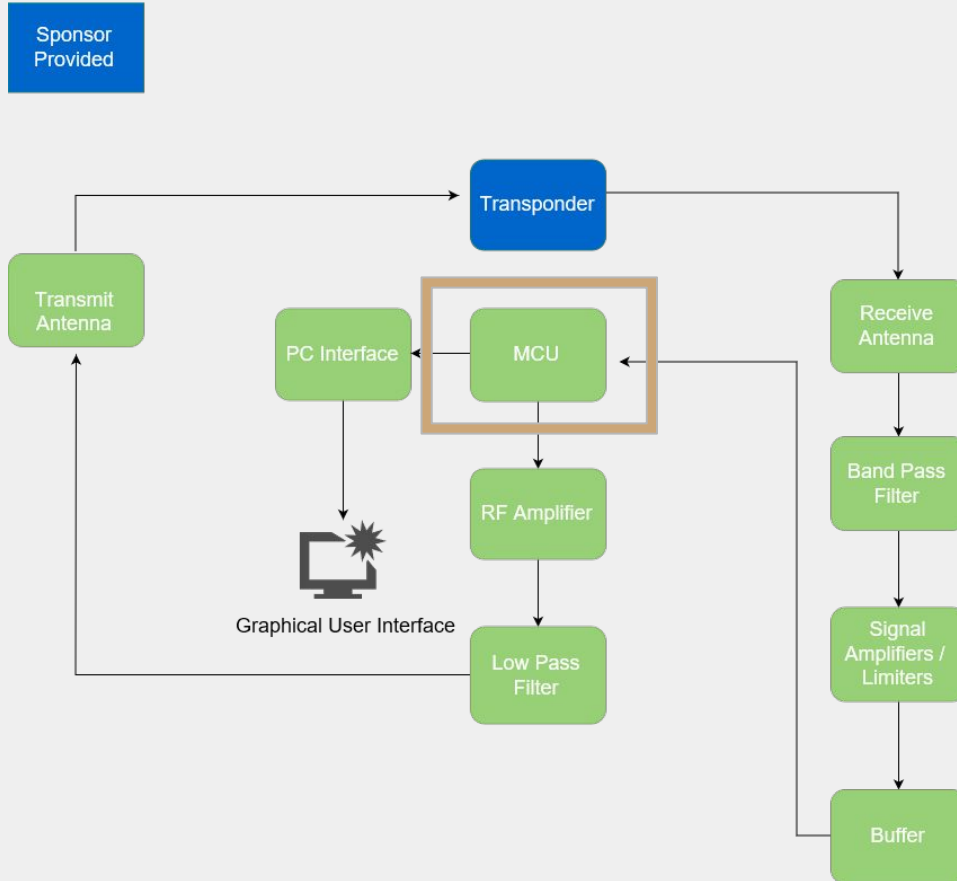 Sponsor
Provided
Transponder
Transmit
Antenna
PC Interface
MCU
Receive
Antenna
RF Amplifier
Band Pass
Filter
Graphical User Interface
Low Pass
Filter
Signal
Amplifiers /
Limiters
Buffer